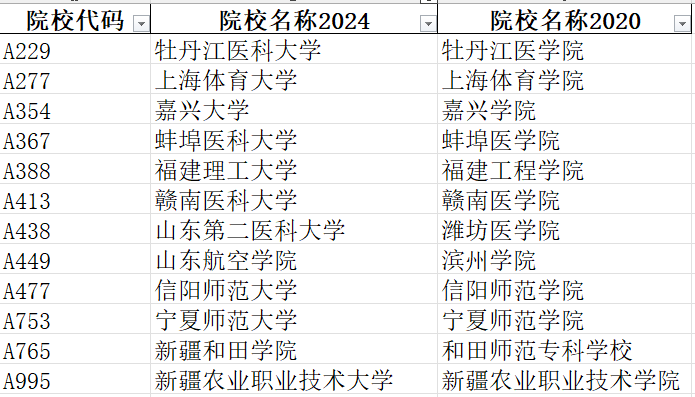 院校代码 院校名称2024 院校名称2020
A229 牡丹江医科大学 牡丹江医学院
A277 上海体育大学 上海体育学院
A354 嘉兴大学 嘉兴学院
A367 蚌埠医科大学 蚌埠医学院
A388 福建理工大学 福建工程学院
A413 赣南医科大学 赣南医学院
A438 山东第二医科大学 潍坊医学院
A449 山东航空学院 滨州学院
A477 信阳师范大学 信阳师范学院
A753 宁夏师范大学 宁夏师范学院
A765 新疆和田学院 和田师范专科学校
A995 新疆农业职业技术大学 新疆农业职业技术学院